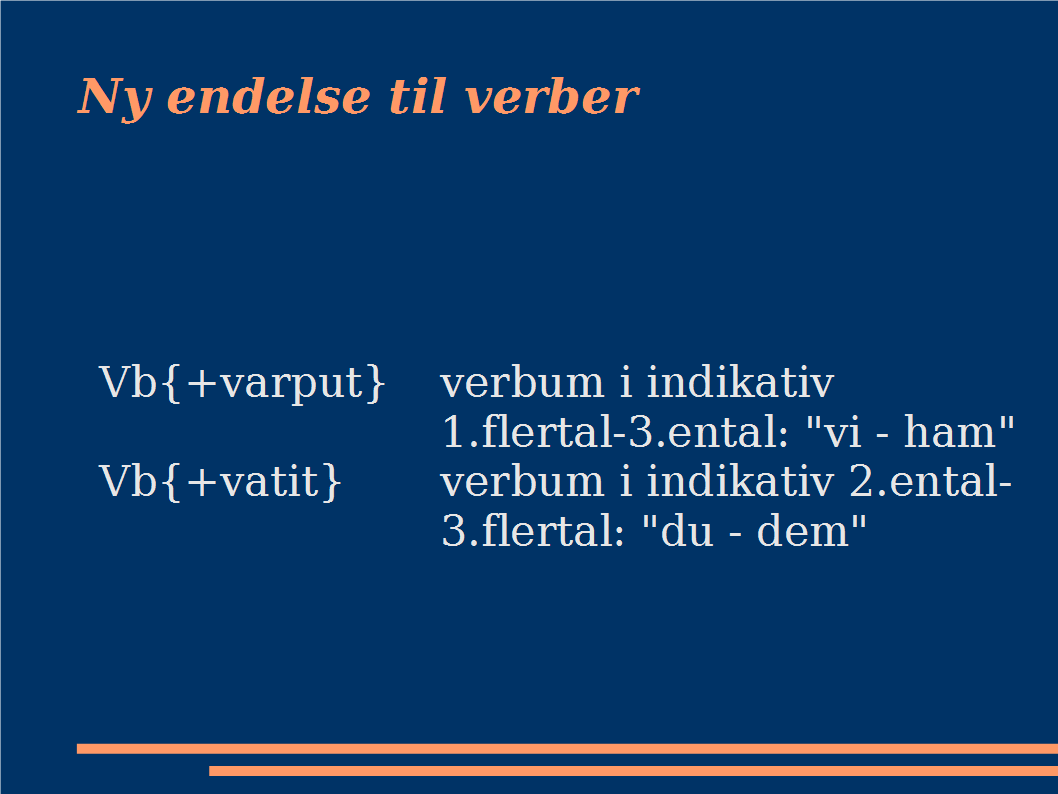 Ny endelse til verber
Vb{+varput} verbum i indikativ
1.flertal-3.ental: "vi - ham"
Vb{+vatit} verbum i indikativ 2.ental-
3.flertal: "du - dem"